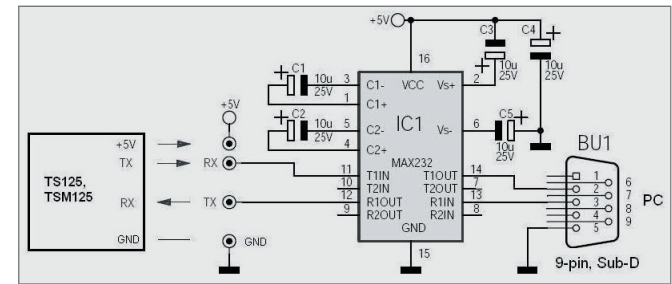 +5V
C3
C4
+
+
16
10u
25V
10u
25V
C1
+
10u
25V
3
C1-
VCC
Vs+
2
1
C1+
+5V
C2
+
10u
25V
5
C2-
IC1
Vs-
6
C5
+
10u
25V
4
C2+
BU1
+5V
MAX232
TX
RX
11
T1IN
T1OUT
14
10
T2IN
T2OUT
7
TS125,
TSM125
RX
TX
12
R1OUT
R1IN
13
9
R2OUT
R2IN
8
GND
GND
GND
15
1
2
3
4
5
6
7
8
9
PC
9-pin, Sub-D